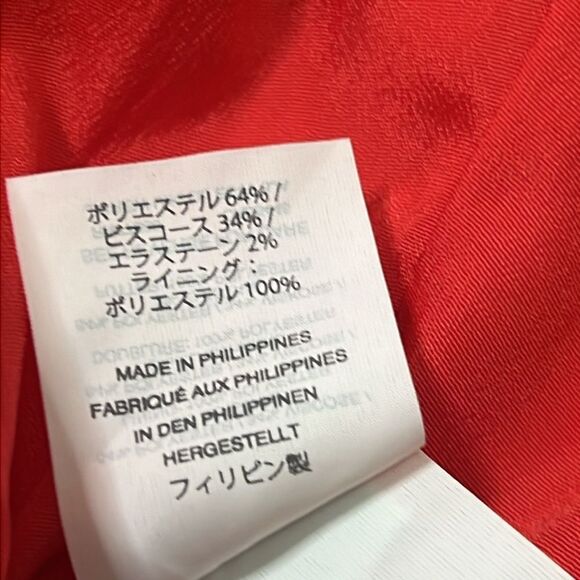 ポリエステル 64% /
ビスコース 34% /
エラステーン 2%
ライニング :
ポリエステル 100%
MADE IN PHILIPPINES
FABRIQUÉ AUX PHILIPPINES
IN DEN PHILIPPINEN
HERGESTELLT
フィリピン製